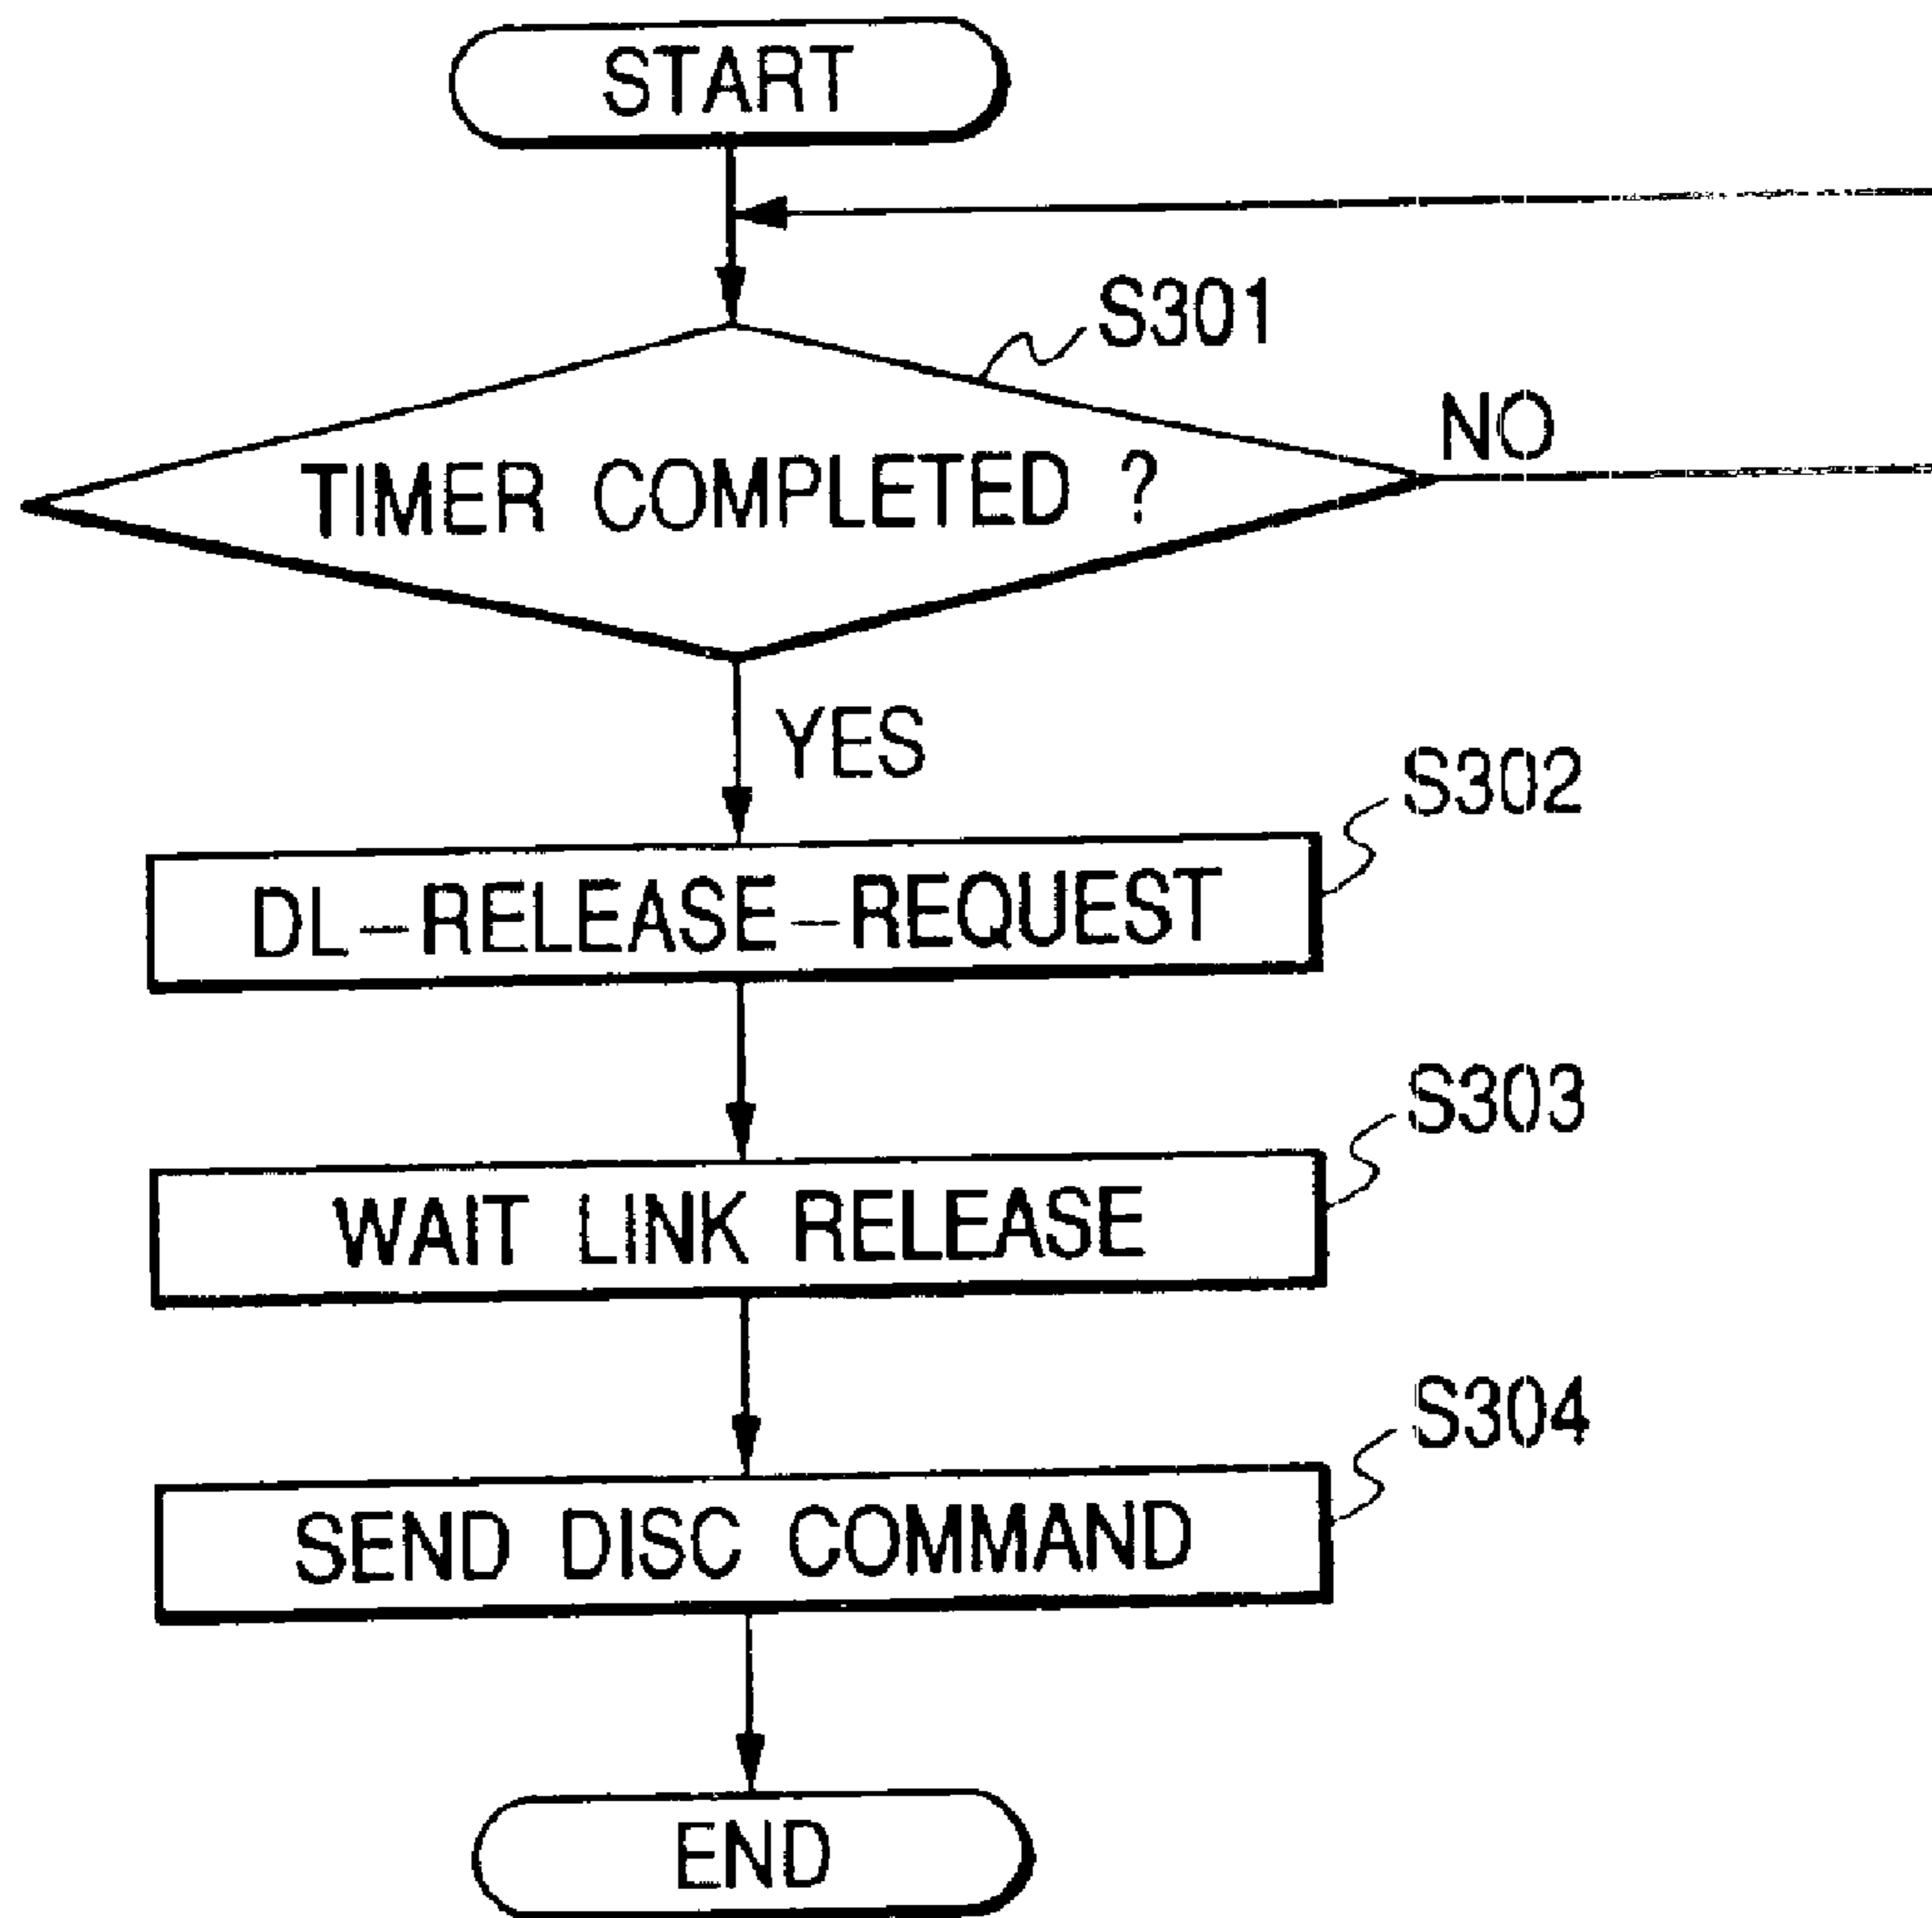 START
S301
TIMER COMPLETED ?
NO
YES
S302
DL-RELEASE-REQUEST
S303
WAIT LINK RELEASE
S304
SEND DISC COMMAND
END